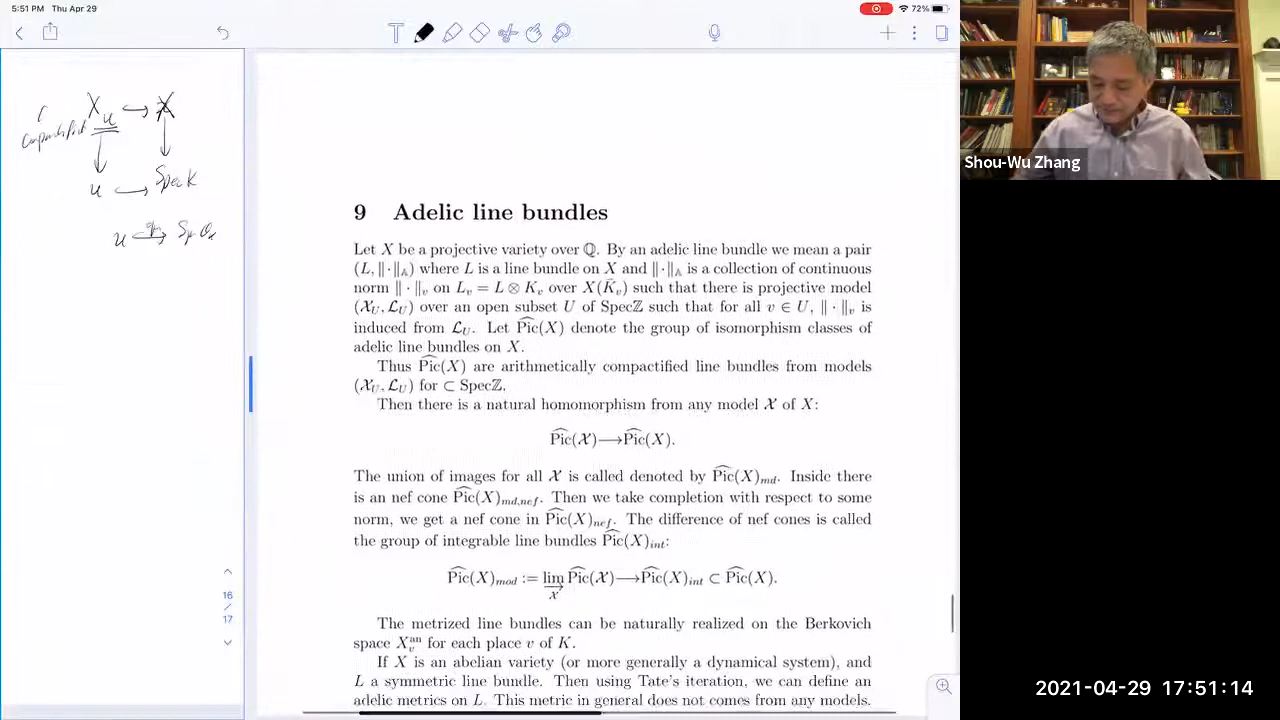 5:51 PM Thu Apr 29
72%
X_U ↪ X
U ↪ Spec K
U ↪ Sp O_K
9 Adelic line bundles
Let X be a projective variety over ℚ. By an adelic line bundle we mean a pair
(L, ‖·‖_𝔸) where L is a line bundle on X and ‖·‖_𝔸 is a collection of continuous
norm ‖·‖_v on L_v = L ⊗ K_v over X(K̄_v) such that there is projective model
(𝒳_U, ℒ_U) over an open subset U of Specℤ such that for all v ∈ U, ‖·‖_v is
induced from ℒ_U. Let P̂ic(X) denote the group of isomorphism classes of
adelic line bundles on X.
Thus P̂ic(X) are arithmetically compactified line bundles from models
(𝒳_U, ℒ_U) for ⊂ Specℤ.
Then there is a natural homomorphism from any model 𝒳 of X:
P̂ic(𝒳)⟶P̂ic(X).
The union of images for all 𝒳 is called denoted by P̂ic(X)_md. Inside there
is an nef cone P̂ic(X)_md,nef. Then we take completion with respect to some
norm, we get a nef cone in P̂ic(X)_nef. The difference of nef cones is called
the group of integrable line bundles P̂ic(X)_int:
P̂ic(X)_mod := lim→_𝒳 P̂ic(𝒳)⟶P̂ic(X)_int ⊂ P̂ic(X).
The metrized line bundles can be naturally realized on the Berkovich
space X_v^an for each place v of K.
If X is an abelian variety (or more generally a dynamical system), and
L a symmetric line bundle. Then using Tate's iteration, we can define an
adelic metrics on L. This metric in general does not comes from any models.
16
/
17
Shou-Wu Zhang
2021-04-29 17:51:14